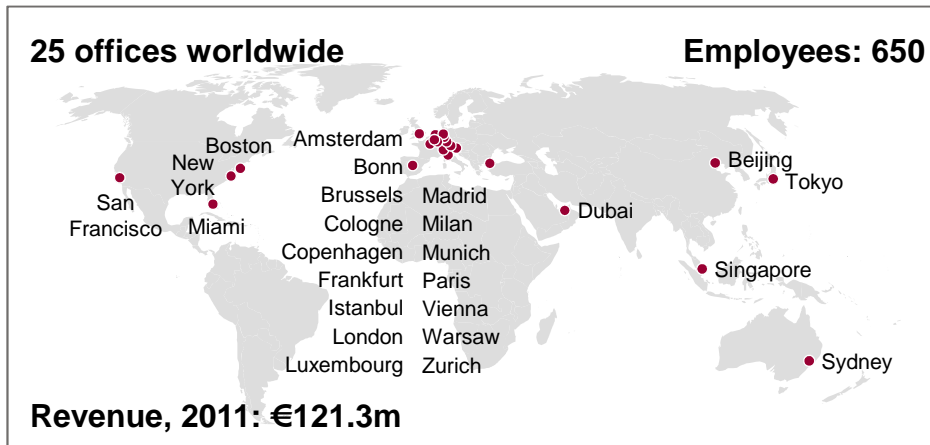 25 offices worldwide
Employees: 650
Boston
New
York
San
Francisco
Miami
Amsterdam
Bonn
Brussels
Cologne
Copenhagen
Frankfurt
Istanbul
London
Luxembourg
Madrid
Milan
Munich
Paris
Vienna
Warsaw
Zurich
Dubai
Beijing
Tokyo
Singapore
Sydney
Revenue, 2011: €121.3m